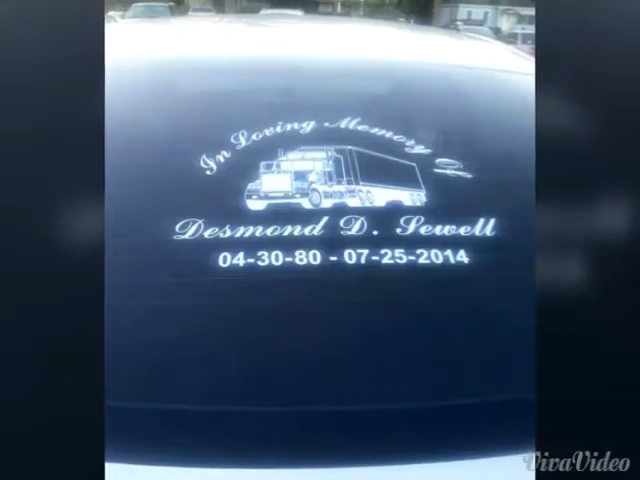 In Loving Memory Of
Desmond D. Sewell
04-30-80 - 07-25-2014
VivaVideo